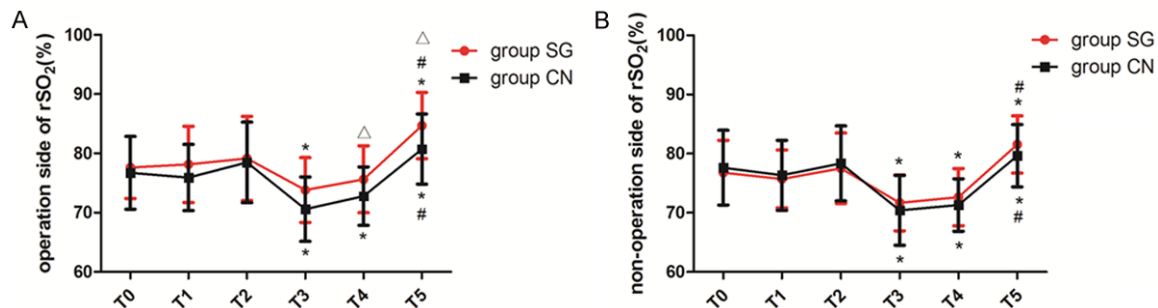 A
operation side of rSO2(%)
100
90
80
70
60
T0
T1
T2
T3
T4
T5
*
*
△
*
△
#
*
*
#
group SG
group CN
B
non-operation side of rSO2(%)
100
90
80
70
60
T0
T1
T2
T3
T4
T5
*
*
*
*
#
*
*
#
group SG
group CN